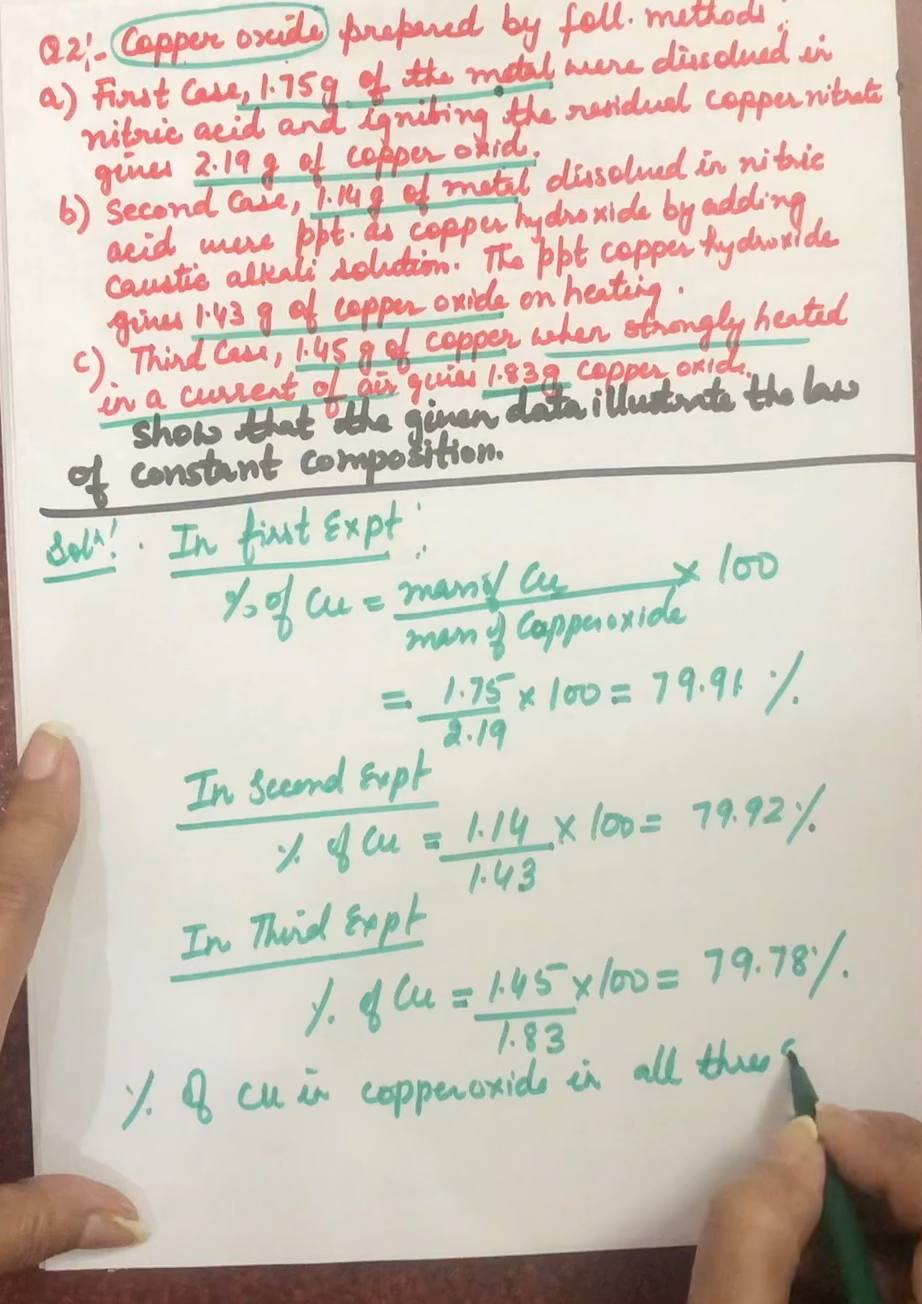 Q2:- Copper oxide prepared by foll. methods:
a) First Case, 1.75g of the metal were dissolved in
nitric acid and igniting the residual copper nitrate
gives 2.19 g of copper oxid.
b) Second Case, 1.14g of metal dissolved in nitric
acid were ppt. as copper hydroxide by adding
caustic alkali solution. The ppt copper hydroxide
gives 1.43 g of copper oxide on heating.
c) Third Case, 1.45 g of copper when strongly heated
in a current of air gives 1.83g copper oxide.
Show that the given data illustrate the law
of constant composition.
Solⁿ: . In first Expt :
% of Cu = mass of Cu × 100
mass of Copperoxide
= 1.75 × 100 = 79.91 %.
2.19
In Second Expt
% of Cu = 1.14 × 100 = 79.92%.
1.43
In Third Expt
% of Cu = 1.45 × 100 = 79.78%.
1.83
% of Cu in copperoxide in all three